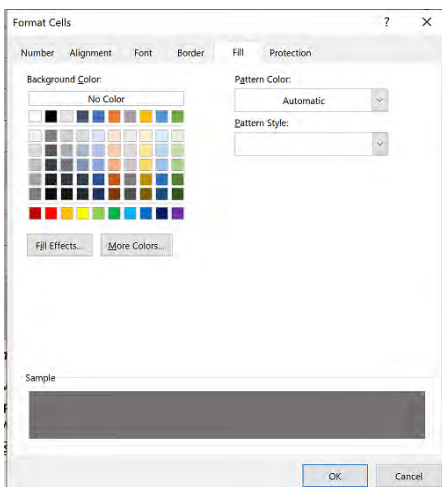 Format Cells ? X
Number Alignment Font Border Fill Protection
Background Color:
No Color
Fill Effects... More Colors...
Pattern Color:
Automatic
Pattern Style:
Sample
OK Cancel